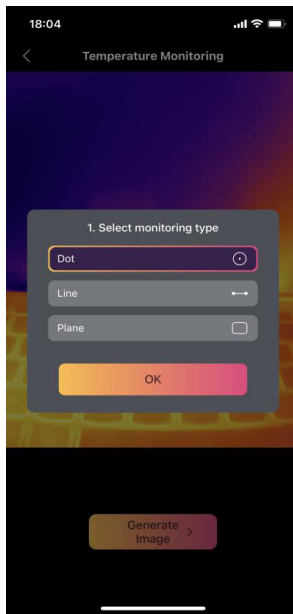 18:04
Temperature Monitoring
1. Select monitoring type
Dot
Line
Plane
OK
Generate
Image